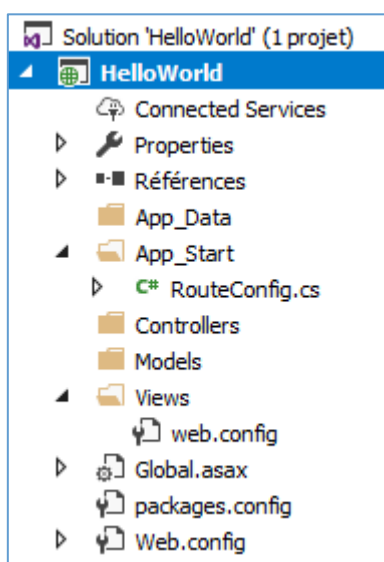 Solution 'HelloWorld' (1 projet)
HelloWorld
Connected Services
Properties
Références
App_Data
App_Start
C# RouteConfig.cs
Controllers
Models
Views
web.config
Global.asax
packages.config
Web.config